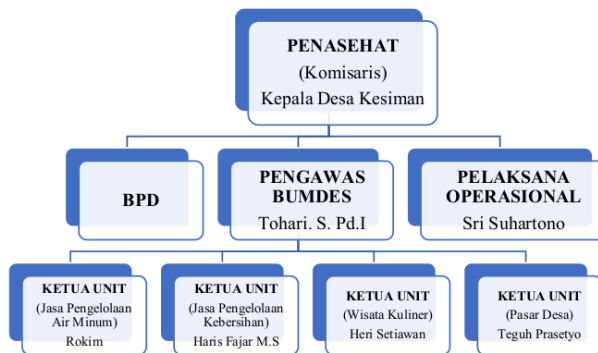 PENASEHAT
(Komisaris)
Kepala Desa Kesiman
BPD
PENGAWAS
BUMDES
Tohari. S. Pd.I
PELAKSANA
OPERASIONAL
Sri Suhartono
KETUA UNIT
(Jasa Pengelolaan
Air Minum)
Rokim
KETUA UNIT
(Jasa Pengelolaan
Kebersihan)
Haris Fajar M.S
KETUA UNIT
(Wisata Kuliner)
Heri Setiawan
KETUA UNIT
(Pasar Desa)
Teguh Prasetyo